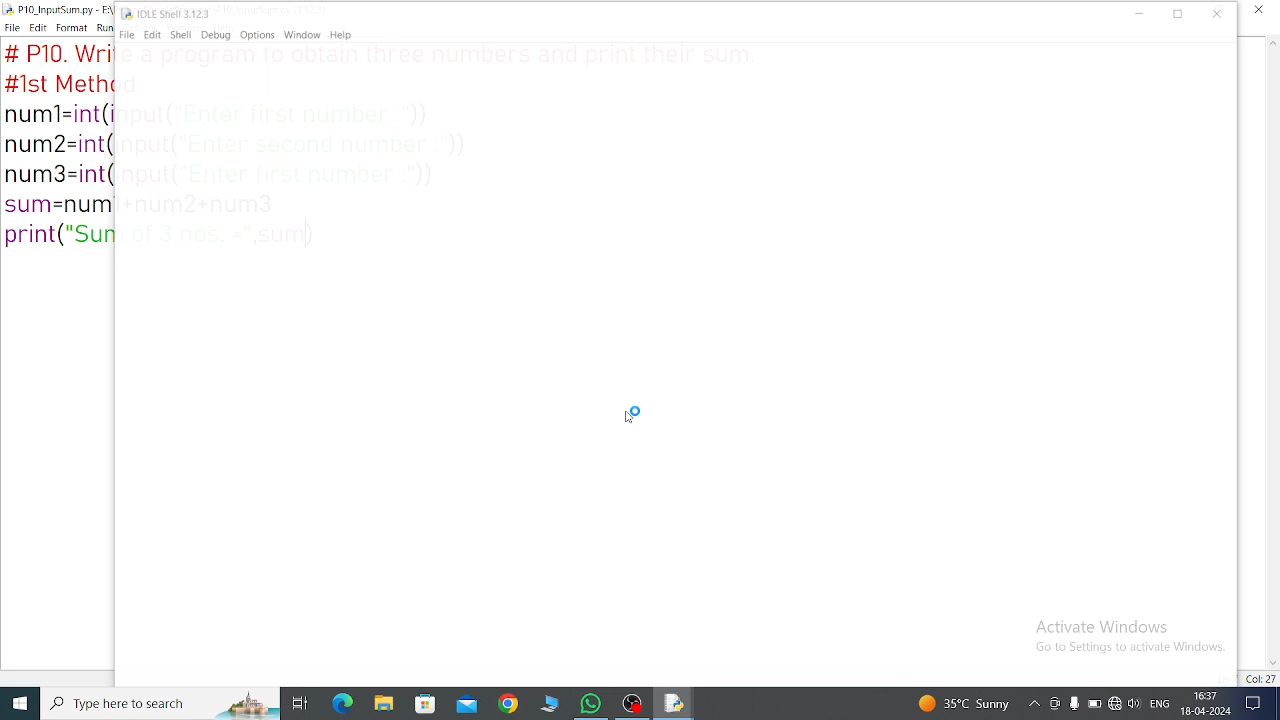 P10_InputSum.py - E:
IDLE Shell 3.12.3
File Edit Format Run
File Edit Shell Debug Options Window Help
# P10. Write a program to obtain three numbers and print their sum.
#1st Method
num1=int(input("Enter first number :"))
num2=int(input("Enter second number :"))
num3=int(input("Enter first number :"))
sum=num1+num2+num3
print("Sum of 3 nos. =",sum)
Activate Windows
Go to Settings to activate Windows.
Col: 27
Type here to search
35°C Sunny
ENG
16:37
18-04-2024